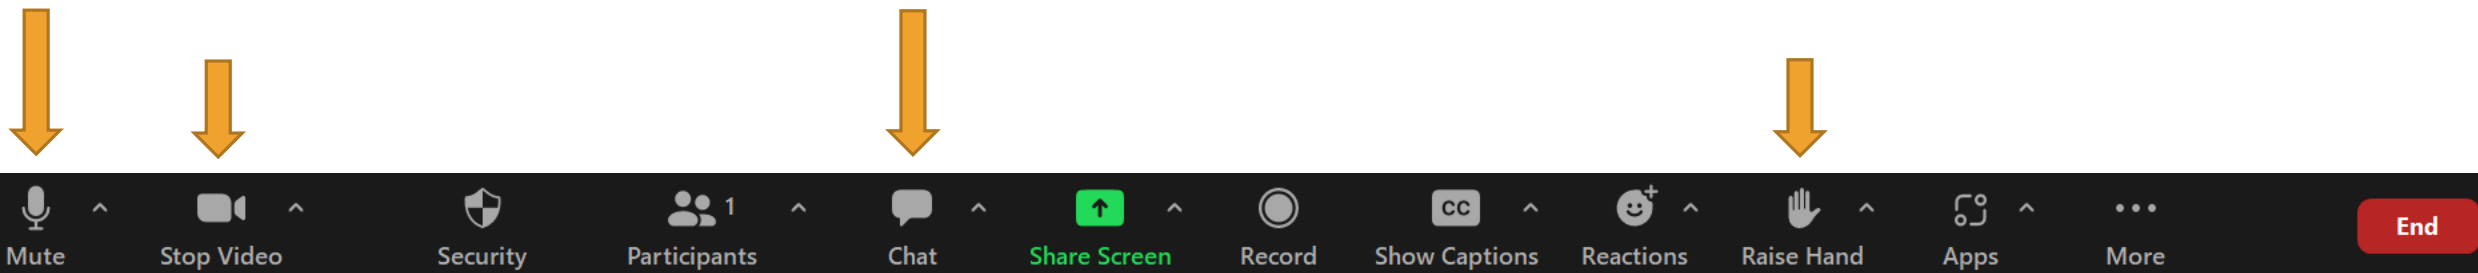 1
CC
Mute
Stop Video
Security
Participants
Chat
Share Screen
Record
Show Captions
Reactions
Raise Hand
Apps
More
End